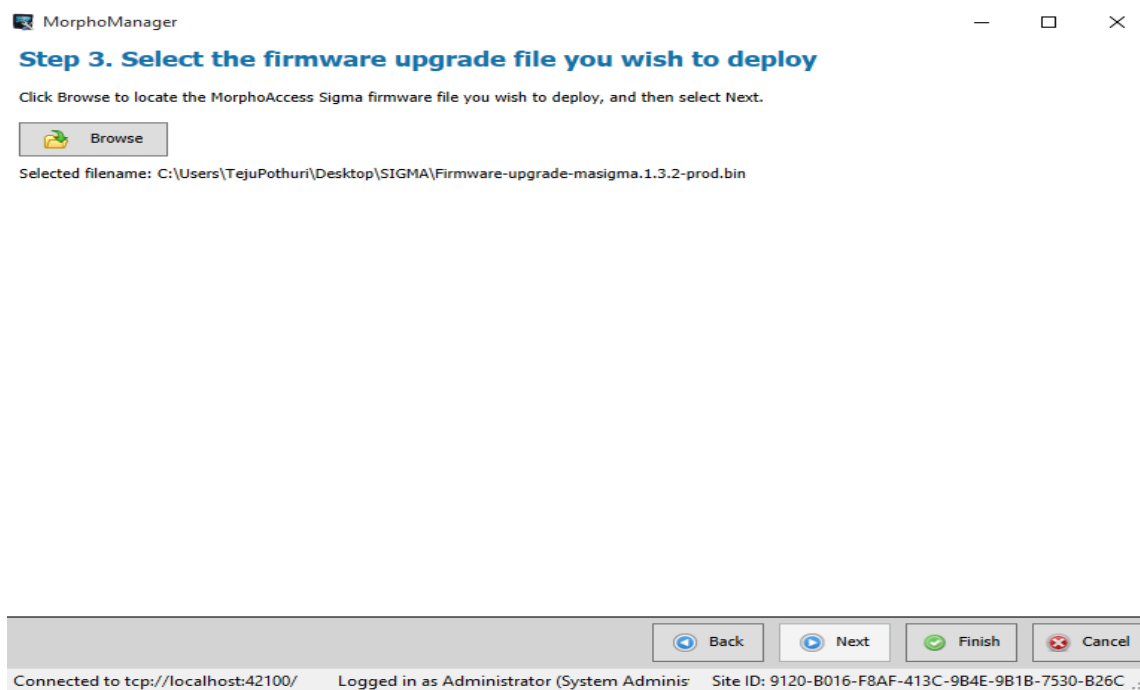 MorphoManager
Step 3. Select the firmware upgrade file you wish to deploy
Click Browse to locate the MorphoAccess Sigma firmware file you wish to deploy, and then select Next.
Browse
Selected filename: C:\Users\TejuPothuri\Desktop\SIGMA\Firmware-upgrade-masigma.1.3.2-prod.bin
Back Next Finish Cancel
Connected to tcp://localhost:42100/ Logged in as Administrator (System Adminis Site ID: 9120-B016-F8AF-413C-9B4E-9B1B-7530-B26C